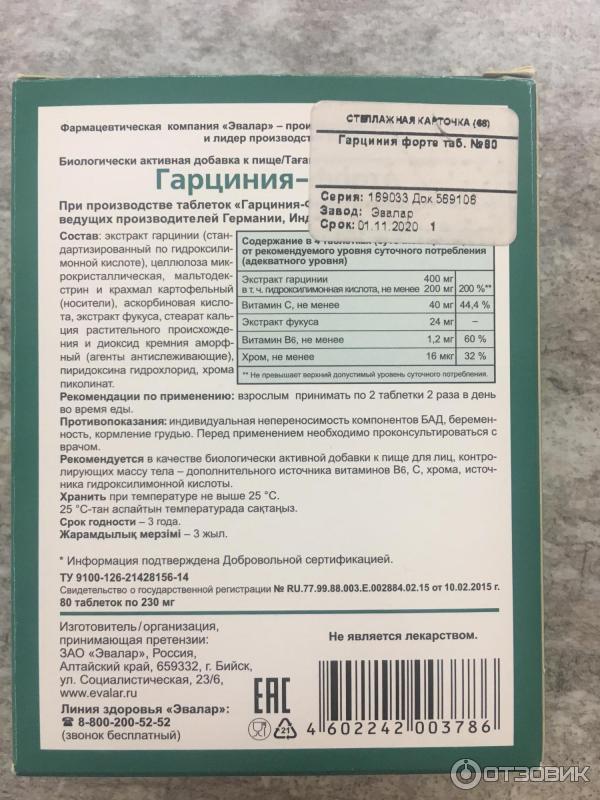 Фармацевтическая компания «Эвалар» –
и лидер
Биологически активная добавка к пище/
Гарциния-
При производстве таблеток
ведущих производителей Германии,
СТЕЛЛАЖНАЯ КАРТОЧКА (68)
Гарциния форте таб. №80
Серия: 169033 Док 569106
Завод: Эвалар
Срок: 01.11.2020 1
Состав: экстракт гарцинии (стан-
дартизированный по гидроксили-
монной кислоте), целлюлоза мик-
рокристаллическая, мальтодек-
стрин и крахмал картофельный
(носители), аскорбиновая кисло-
та, экстракт фукуса, стеарат каль-
ция растительного происхожде-
ния и диоксид кремния аморф-
ный (агенты антислеживающие),
пиридоксина гидрохлорид, хрома
пиколинат.
Содержание в 4 таблетках
от рекомендуемого уровня суточного потребления
(адекватного уровня)
Экстракт гарцинии 400 мг
в т. ч. гидроксилимонная кислота, не менее 200 мг 200 %**
Витамин С, не менее 40 мг 44,4 %
Экстракт фукуса 24 мг –
Витамин В6, не менее 1,2 мг 60 %
Хром, не менее 16 мкг 32 %
** Не превышает верхний допустимый уровень суточного потребления.
Рекомендации по применению: взрослым принимать по 2 таблетки 2 раза в день
во время еды.
Противопоказания: индивидуальная непереносимость компонентов БАД, беремен-
ность, кормление грудью. Перед применением необходимо проконсультироваться с
врачом.
Рекомендуется в качестве биологически активной добавки к пище для лиц, контро-
лирующих массу тела – дополнительного источника витаминов В6, С, хрома, источ-
ника гидроксилимонной кислоты.
Хранить при температуре не выше 25 °С.
25 °С-тан аспайтын температурада сақтаңыз.
Срок годности – 3 года.
Жарамдылық мерзімі – 3 жыл.
* Информация подтверждена Добровольной сертификацией.
ТУ 9100-126-21428156-14
Свидетельство о государственной регистрации № RU.77.99.88.003.Е.002884.02.15 от 10.02.2015 г.
80 таблеток по 230 мг
Изготовитель/организация,
принимающая претензии:
ЗАО «Эвалар», Россия,
Алтайский край, 659332, г. Бийск,
ул. Социалистическая, 23/6,
www.evalar.ru
Линия здоровья «Эвалар»:
8-800-200-52-52
(звонок бесплатный)
EAC
21
Не является лекарством.
4 602242 003786
ОТЗОВИК